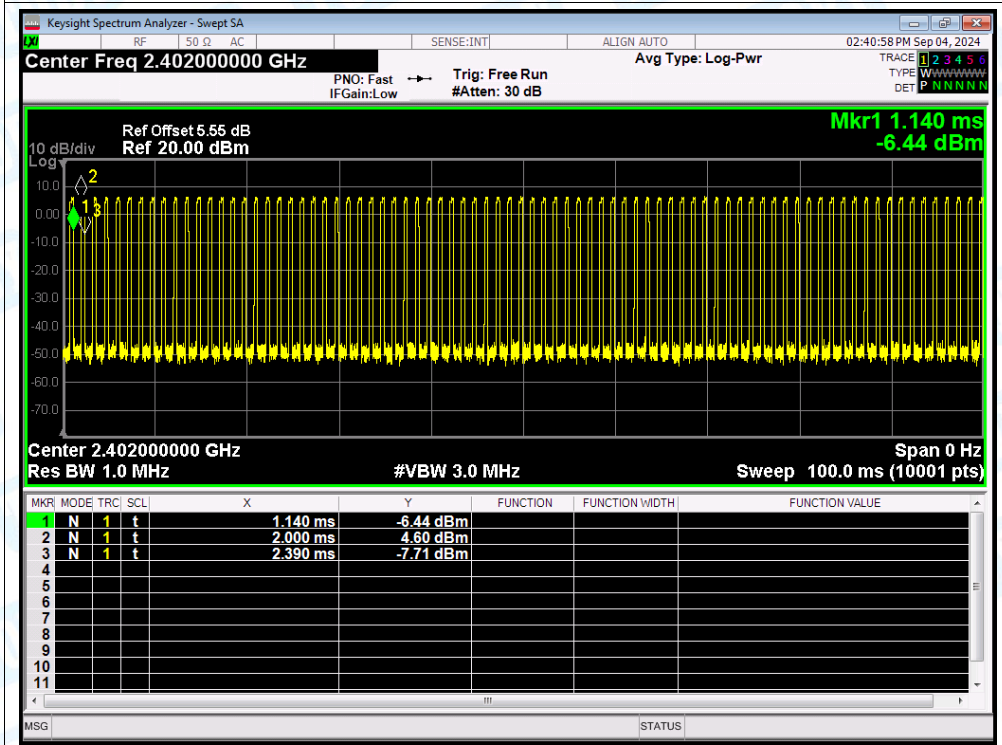 Keysight Spectrum Analyzer - Swept SA
LXI RF 50 Ω AC SENSE:INT ALIGN AUTO 02:40:58 PM Sep 04, 2024
Center Freq 2.402000000 GHz Avg Type: Log-Pwr TRACE 1 2 3 4 5 6
PNO: Fast Trig: Free Run TYPE WWWWWW
IFGain:Low #Atten: 30 dB DET P N N N N N
Ref Offset 5.55 dB Mkr1 1.140 ms
10 dB/div Ref 20.00 dBm -6.44 dBm
Log
2
10.0
1 3
0.00
-10.0
-20.0
-30.0
-40.0
-50.0
-60.0
-70.0
Center 2.402000000 GHz Span 0 Hz
Res BW 1.0 MHz #VBW 3.0 MHz Sweep 100.0 ms (10001 pts)
MKR MODE TRC SCL X Y FUNCTION FUNCTION WIDTH FUNCTION VALUE
1 N 1 t 1.140 ms -6.44 dBm
2 N 1 t 2.000 ms 4.60 dBm
3 N 1 t 2.390 ms -7.71 dBm
4
5
6
7
8
9
10
11
MSG STATUS